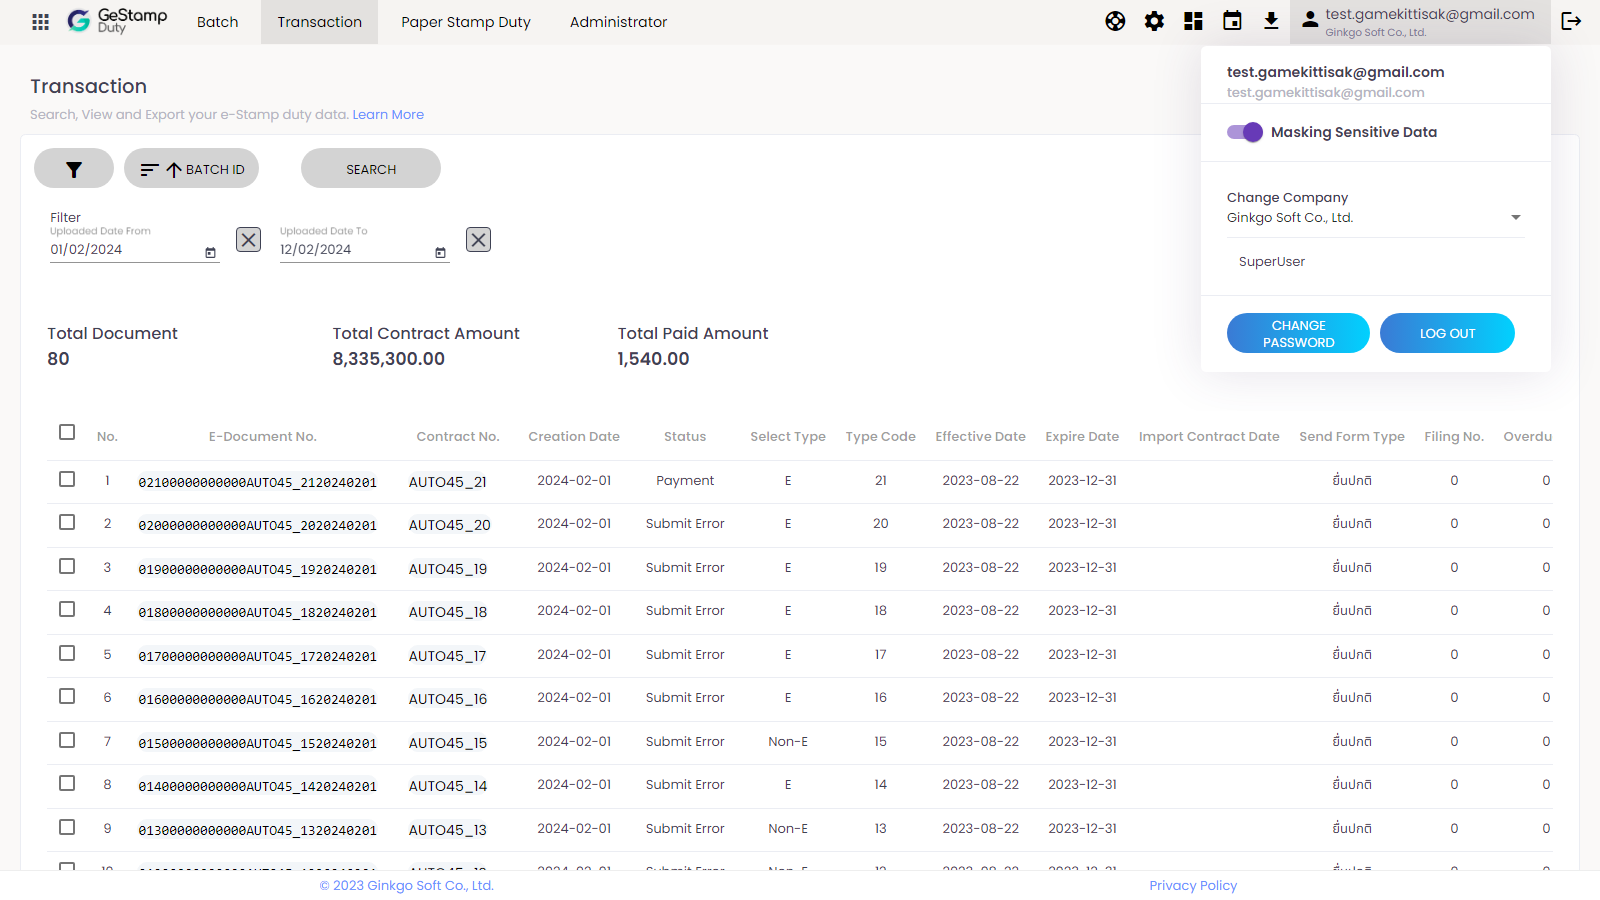 GeStamp
Duty
Batch
Transaction
Paper Stamp Duty
Administrator
test.gamekittisak@gmail.com
Ginkgo Soft Co., Ltd.
test.gamekittisak@gmail.com
test.gamekittisak@gmail.com
Masking Sensitive Data
Change Company
Ginkgo Soft Co., Ltd.
SuperUser
CHANGE
PASSWORD
LOG OUT
Transaction
Search, View and Export your e-Stamp duty data. Learn More
BATCH ID
SEARCH
Filter
Uploaded Date From
01/02/2024
Uploaded Date To
12/02/2024
Total Document
80
Total Contract Amount
8,335,300.00
Total Paid Amount
1,540.00
No. E-Document No. Contract No. Creation Date Status Select Type Type Code Effective Date Expire Date Import Contract Date Send Form Type Filing No. Overdu
1 02100000000000AUTO45_2120240201 AUTO45_21 2024-02-01 Payment E 21 2023-08-22 2023-12-31 ยื่นปกติ 0 0
2 02000000000000AUTO45_2020240201 AUTO45_20 2024-02-01 Submit Error E 20 2023-08-22 2023-12-31 ยื่นปกติ 0 0
3 01900000000000AUTO45_1920240201 AUTO45_19 2024-02-01 Submit Error E 19 2023-08-22 2023-12-31 ยื่นปกติ 0 0
4 01800000000000AUTO45_1820240201 AUTO45_18 2024-02-01 Submit Error E 18 2023-08-22 2023-12-31 ยื่นปกติ 0 0
5 01700000000000AUTO45_1720240201 AUTO45_17 2024-02-01 Submit Error E 17 2023-08-22 2023-12-31 ยื่นปกติ 0 0
6 01600000000000AUTO45_1620240201 AUTO45_16 2024-02-01 Submit Error E 16 2023-08-22 2023-12-31 ยื่นปกติ 0 0
7 01500000000000AUTO45_1520240201 AUTO45_15 2024-02-01 Submit Error Non-E 15 2023-08-22 2023-12-31 ยื่นปกติ 0 0
8 01400000000000AUTO45_1420240201 AUTO45_14 2024-02-01 Submit Error E 14 2023-08-22 2023-12-31 ยื่นปกติ 0 0
9 01300000000000AUTO45_1320240201 AUTO45_13 2024-02-01 Submit Error Non-E 13 2023-08-22 2023-12-31 ยื่นปกติ 0 0
© 2023 Ginkgo Soft Co., Ltd.
Privacy Policy